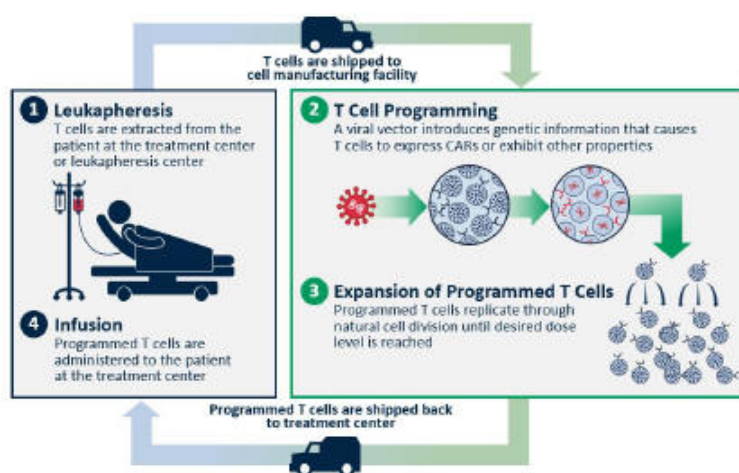 T cells are shipped to
cell manufacturing facility
1 Leukapheresis
T cells are extracted from the
patient at the treatment center
or leukapheresis center
2 T Cell Programming
A viral vector introduces genetic information that causes
T cells to express CARs or exhibit other properties
3 Expansion of Programmed T Cells
Programmed T cells replicate through
natural cell division until desired dose
level is reached
4 Infusion
Programmed T cells are
administered to the patient
at the treatment center
Programmed T cells are shipped back
to treatment center